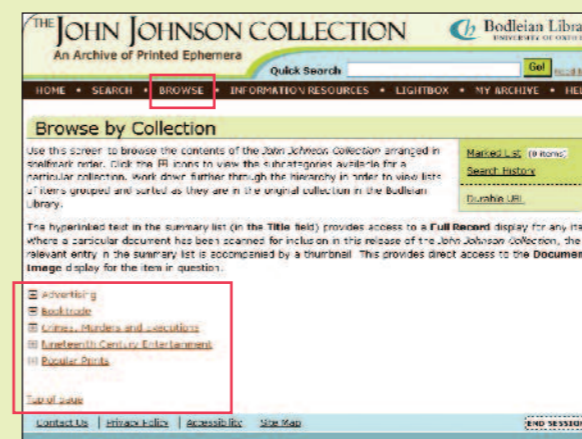 THE JOHN JOHNSON COLLECTION
An Archive of Printed Ephemera
Bodleian Libra
UNIVERSITY OF OXFO
Quick Search
Go!
HOME • SEARCH • BROWSE • INFORMATION RESOURCES • LIGHTBOX • MY ARCHIVE • HEL
Browse by Collection
Use this screen to browse the contents of the John Johnson Collection arranged in
shelfmark order. Click the icons to view the subcategories available for a
particular collection. Work down further through the hierarchy in order to view lists
of items grouped and sorted as they are in the original collection in the Bodleian
Library.
Marked List (0 items)
Search History
Durable URL
The hyperlinked text in the summary list (in the Title field) provides access to a Full Record display for any ite
Where a particular document has been scanned for inclusion in this release of the John Johnson Collection, the
relevant entry in the summary list is accompanied by a thumbnail. This provides direct access to the Documen
Image display for the item in question.
Advertising
Booktrade
Crimes, Murders and Executions
Nineteenth Century Entertainment
Popular Prints
Top of page
Contact Us | Privacy Policy | Accessibility Site Map
END SESSION